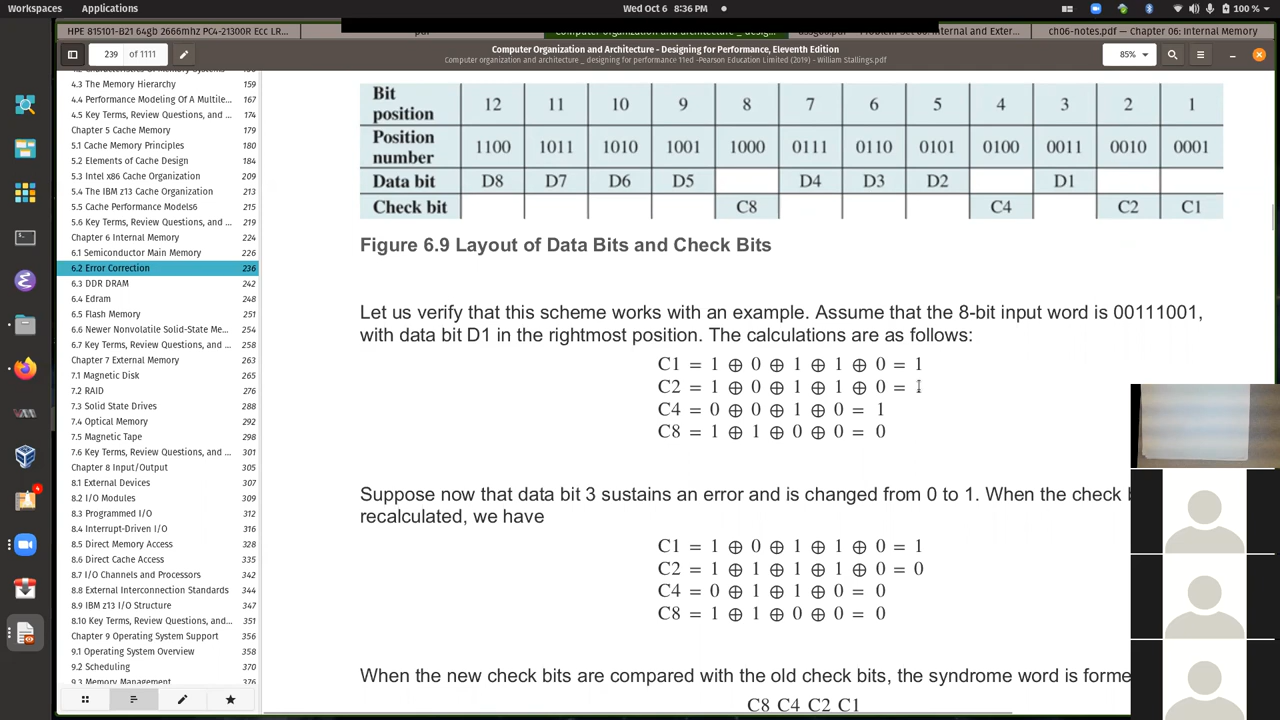 Workspaces Applications Wed Oct 6 8:36 PM 100 %
HPE 815101-B21 64gb 2666mhz PC4-21300R Ecc LR...
ch06-notes.pdf — Chapter 06: Internal Memory
239 of 1111
Computer Organization and Architecture - Designing for Performance, Eleventh Edition
Computer organization and architecture _ designing for performance 11ed -Pearson Education Limited (2019) - William Stallings.pdf
85%
4.3 The Memory Hierarchy 159
4.4 Performance Modeling Of A Multile... 167
4.5 Key Terms, Review Questions, and ... 174
Chapter 5 Cache Memory 179
5.1 Cache Memory Principles 180
5.2 Elements of Cache Design 184
5.3 Intel x86 Cache Organization 209
5.4 The IBM z13 Cache Organization 213
5.5 Cache Performance Models6 215
5.6 Key Terms, Review Questions, and ... 219
Chapter 6 Internal Memory 224
6.1 Semiconductor Main Memory 226
6.2 Error Correction 236
6.3 DDR DRAM 242
6.4 Edram 248
6.5 Flash Memory 251
6.6 Newer Nonvolatile Solid-State Me... 254
6.7 Key Terms, Review Questions, and ... 258
Chapter 7 External Memory 263
7.1 Magnetic Disk 265
7.2 RAID 276
7.3 Solid State Drives 288
7.4 Optical Memory 292
7.5 Magnetic Tape 298
7.6 Key Terms, Review Questions, and ... 301
Chapter 8 Input/Output 305
8.1 External Devices 307
8.2 I/O Modules 309
8.3 Programmed I/O 312
8.4 Interrupt-Driven I/O 316
8.5 Direct Memory Access 328
8.6 Direct Cache Access 335
8.7 I/O Channels and Processors 342
8.8 External Interconnection Standards 344
8.9 IBM z13 I/O Structure 347
8.10 Key Terms, Review Questions, and... 351
Chapter 9 Operating System Support 356
9.1 Operating System Overview 358
9.2 Scheduling 370
9.3 Memory Management 376
Bit position 12 11 10 9 8 7 6 5 4 3 2 1
Position number 1100 1011 1010 1001 1000 0111 0110 0101 0100 0011 0010 0001
Data bit D8 D7 D6 D5 D4 D3 D2 D1
Check bit C8 C4 C2 C1
Figure 6.9 Layout of Data Bits and Check Bits
Let us verify that this scheme works with an example. Assume that the 8-bit input word is 00111001,
with data bit D1 in the rightmost position. The calculations are as follows:
C1 = 1 ⊕ 0 ⊕ 1 ⊕ 1 ⊕ 0 = 1
C2 = 1 ⊕ 0 ⊕ 1 ⊕ 1 ⊕ 0 = 1
C4 = 0 ⊕ 0 ⊕ 1 ⊕ 0 = 1
C8 = 1 ⊕ 1 ⊕ 0 ⊕ 0 = 0
Suppose now that data bit 3 sustains an error and is changed from 0 to 1. When the check
recalculated, we have
C1 = 1 ⊕ 0 ⊕ 1 ⊕ 1 ⊕ 0 = 1
C2 = 1 ⊕ 1 ⊕ 1 ⊕ 1 ⊕ 0 = 0
C4 = 0 ⊕ 1 ⊕ 1 ⊕ 0 = 0
C8 = 1 ⊕ 1 ⊕ 0 ⊕ 0 = 0
When the new check bits are compared with the old check bits, the syndrome word is forme
C8 C4 C2 C1